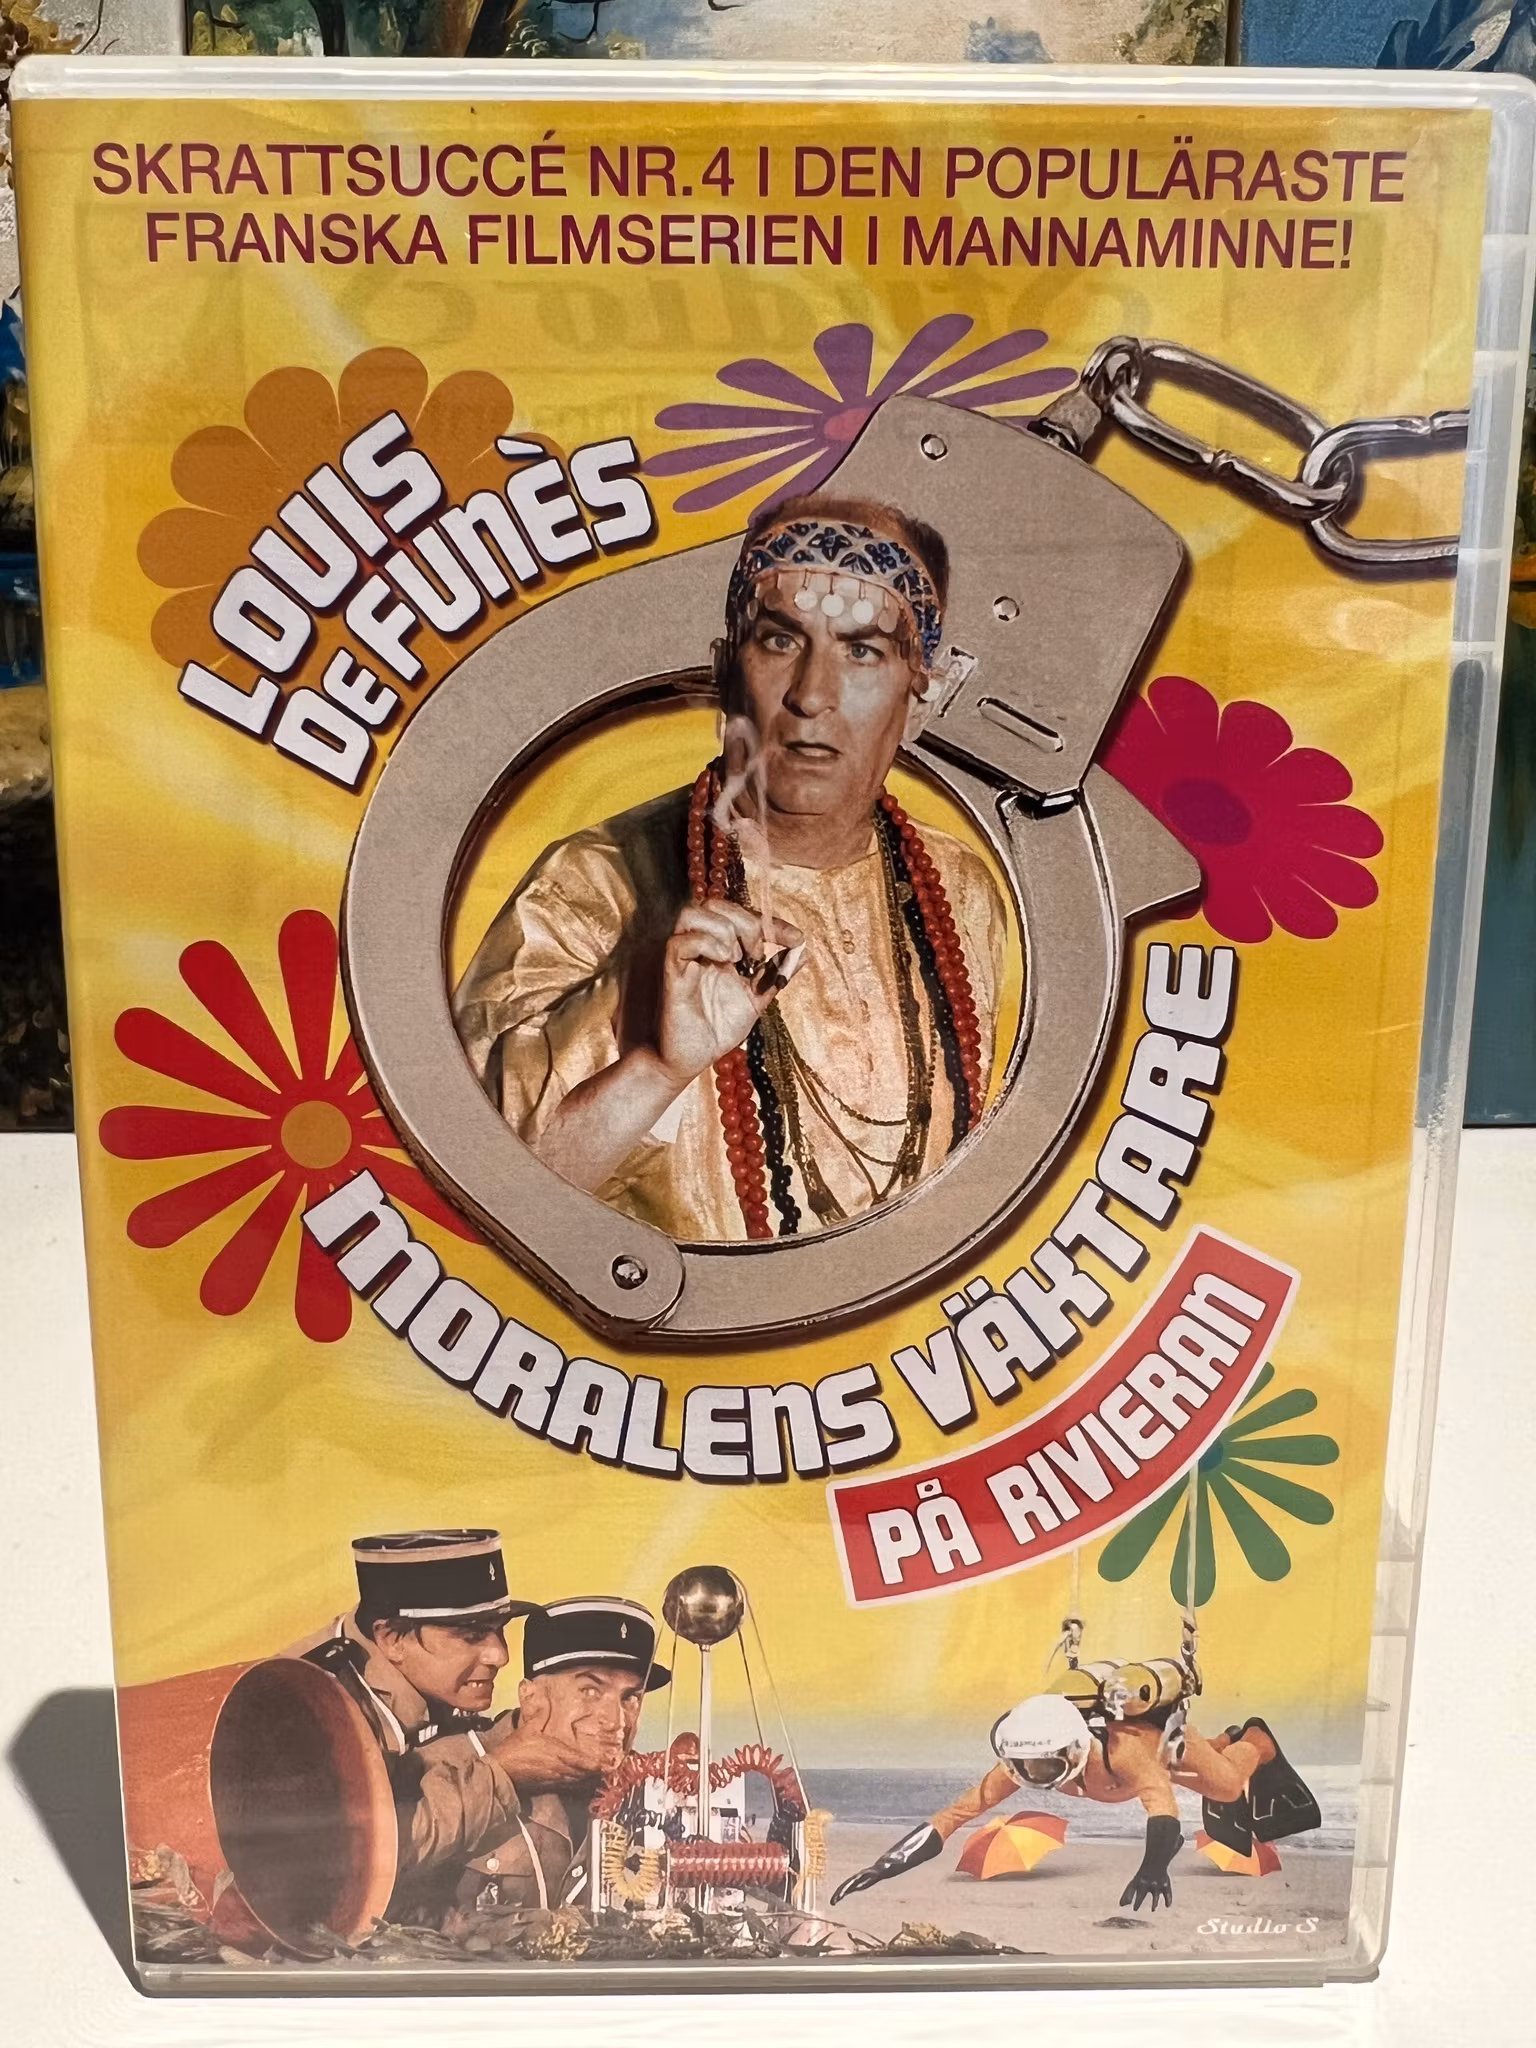 SKRATTSUCCÉ NR.4 I DEN POPULÄRASTE
FRANSKA FILMSERIEN I MANNAMINNE!
LOUIS
DE FUNÈS
MORALENS VÄKTARE
PÅ RIVIERAN
Studio S